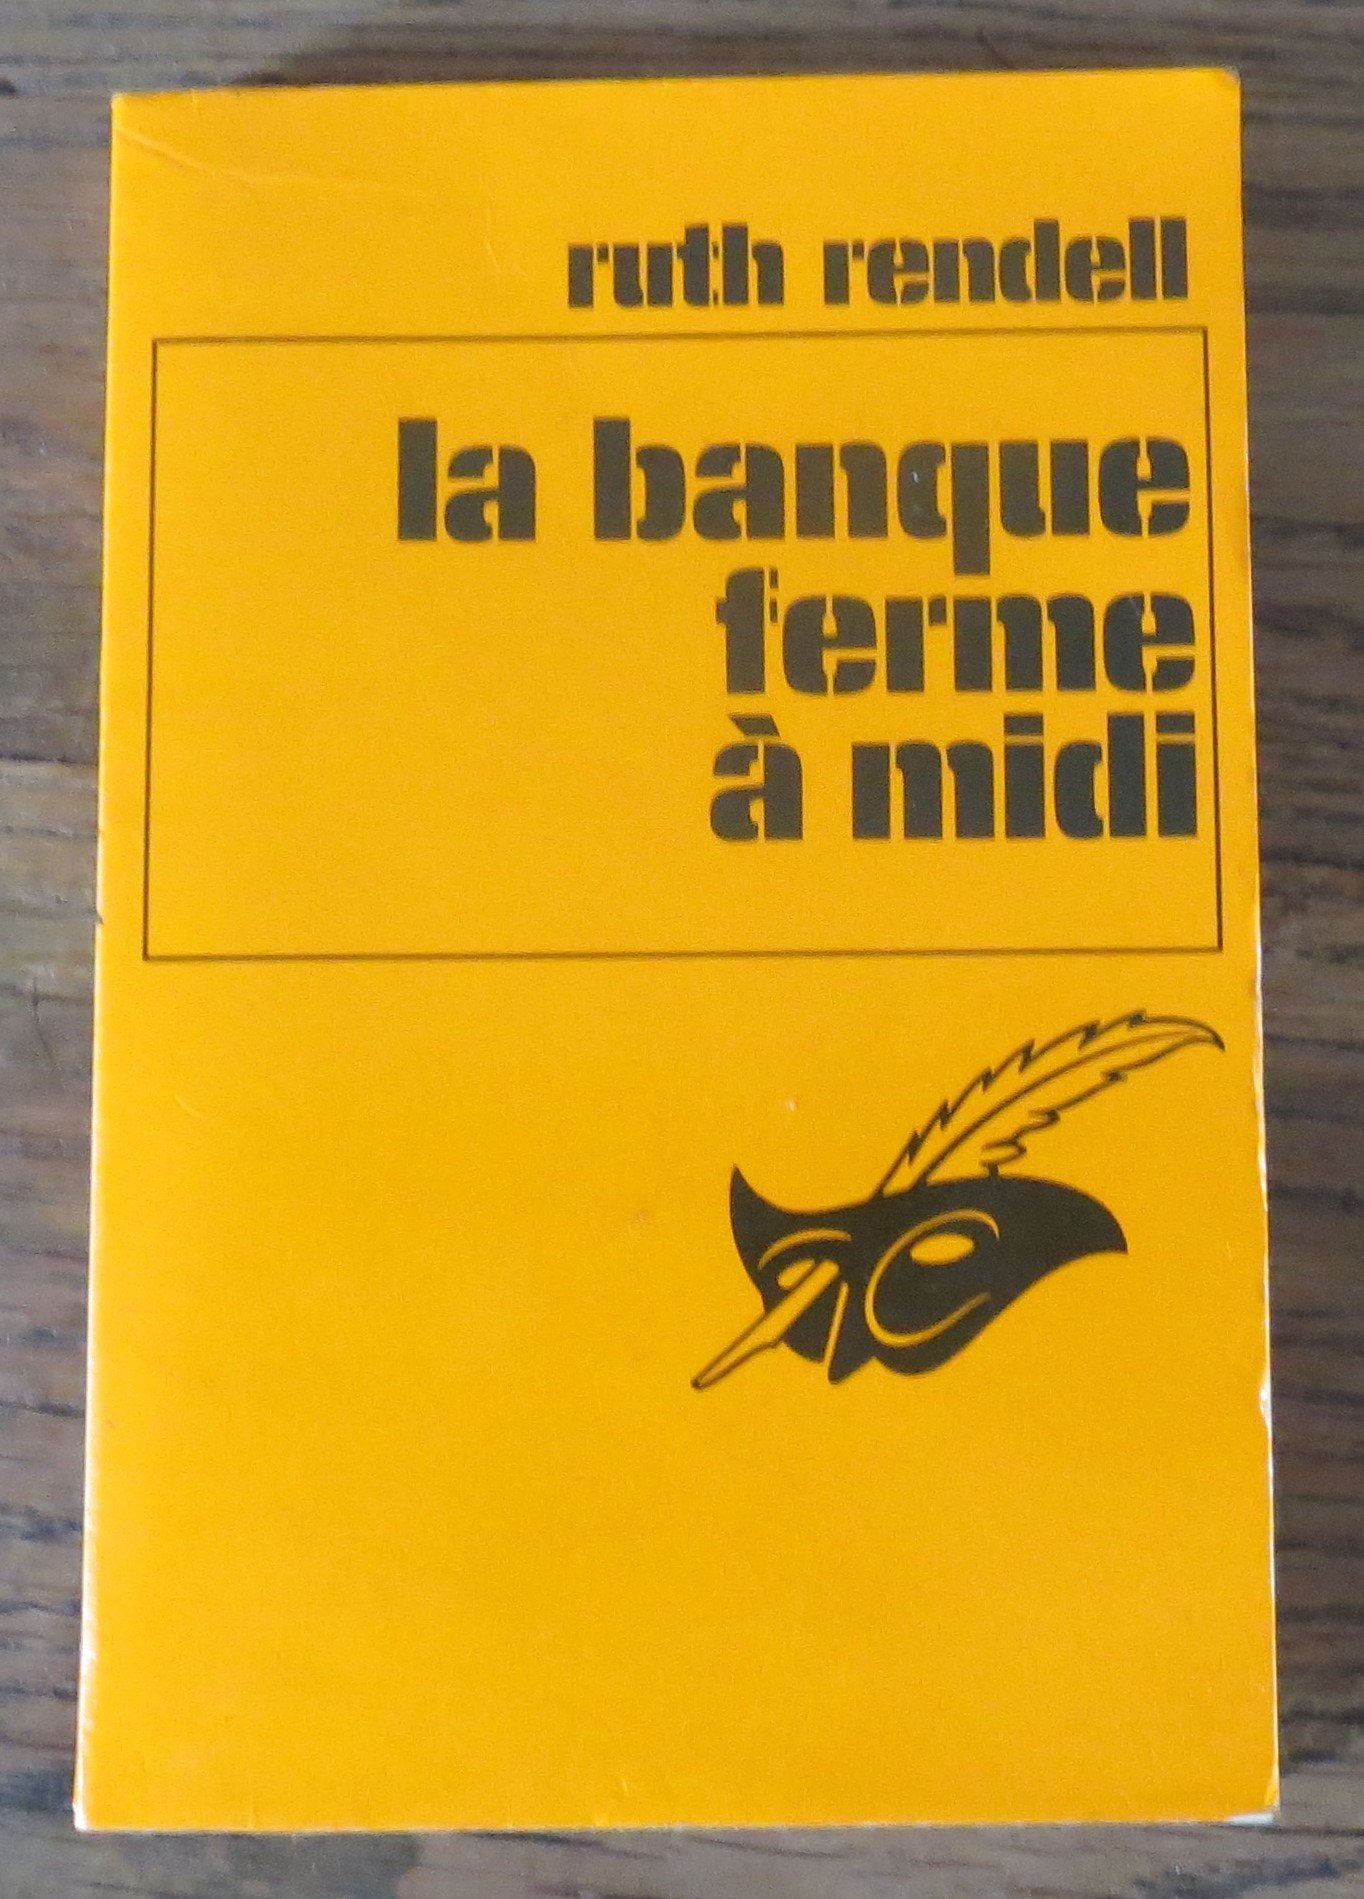 ruth rendell
la banque
ferme
à midi